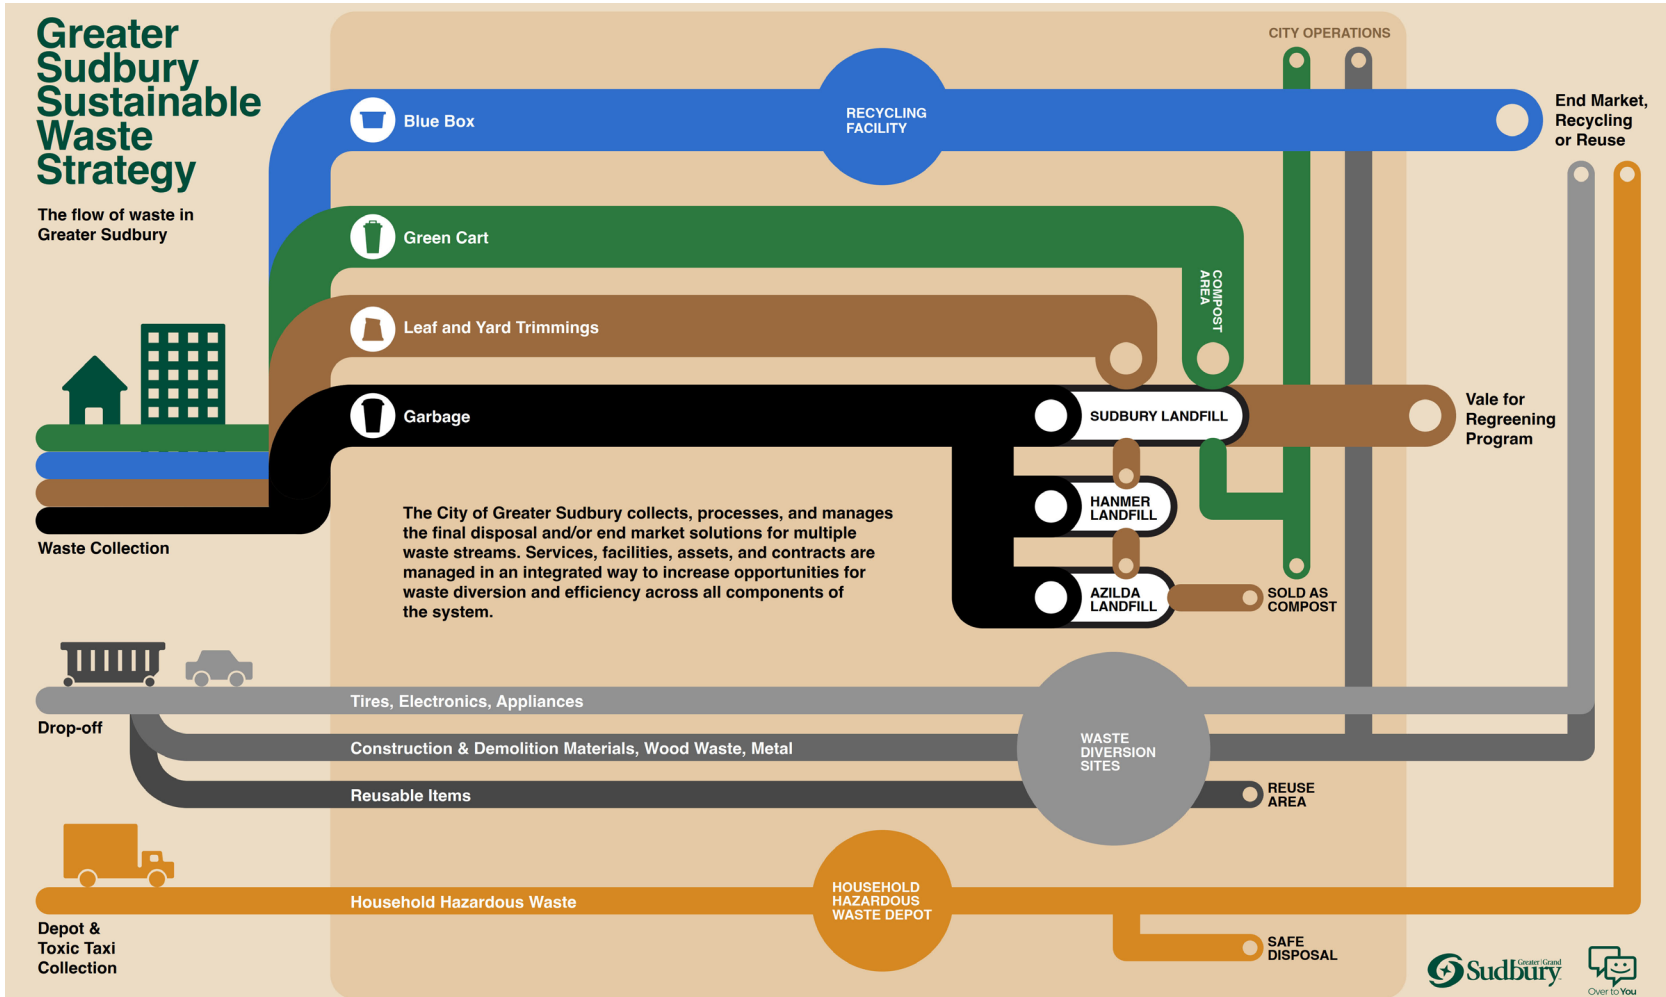 Greater
Sudbury
Sustainable
Waste
Strategy
The flow of waste in
Greater Sudbury
CITY OPERATIONS
Blue Box
RECYCLING
FACILITY
End Market,
Recycling
or Reuse
Green Cart
COMPOST
AREA
Leaf and Yard Trimmings
Garbage
SUDBURY LANDFILL
Vale for
Regreening
Program
HANMER
LANDFILL
AZILDA
LANDFILL
SOLD AS
COMPOST
Waste Collection
The City of Greater Sudbury collects, processes, and manages
the final disposal and/or end market solutions for multiple
waste streams. Services, facilities, assets, and contracts are
managed in an integrated way to increase opportunities for
waste diversion and efficiency across all components of
the system.
Drop-off
Tires, Electronics, Appliances
Construction & Demolition Materials, Wood Waste, Metal
Reusable Items
WASTE
DIVERSION
SITES
REUSE
AREA
Household Hazardous Waste
HOUSEHOLD
HAZARDOUS
WASTE DEPOT
Depot &
Toxic Taxi
Collection
SAFE
DISPOSAL
Greater | Grand
Sudbury
Over to You